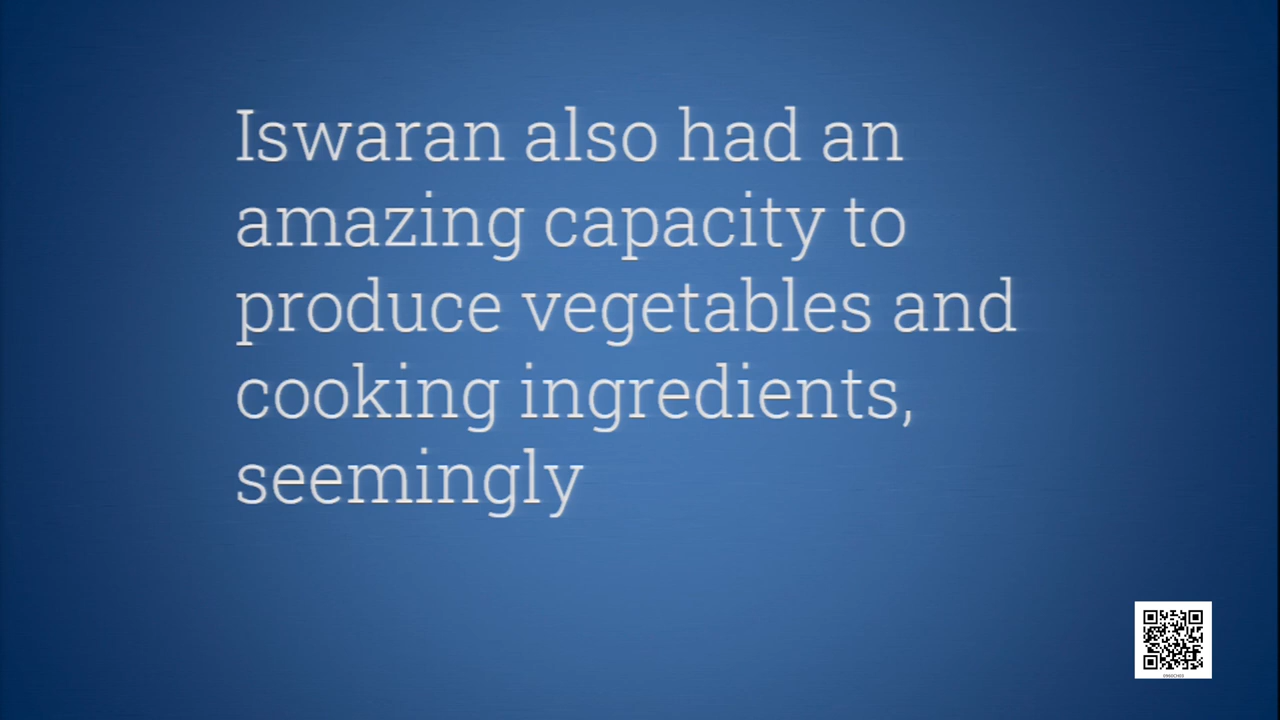 Iswaran also had an
amazing capacity to
produce vegetables and
cooking ingredients,
seemingly